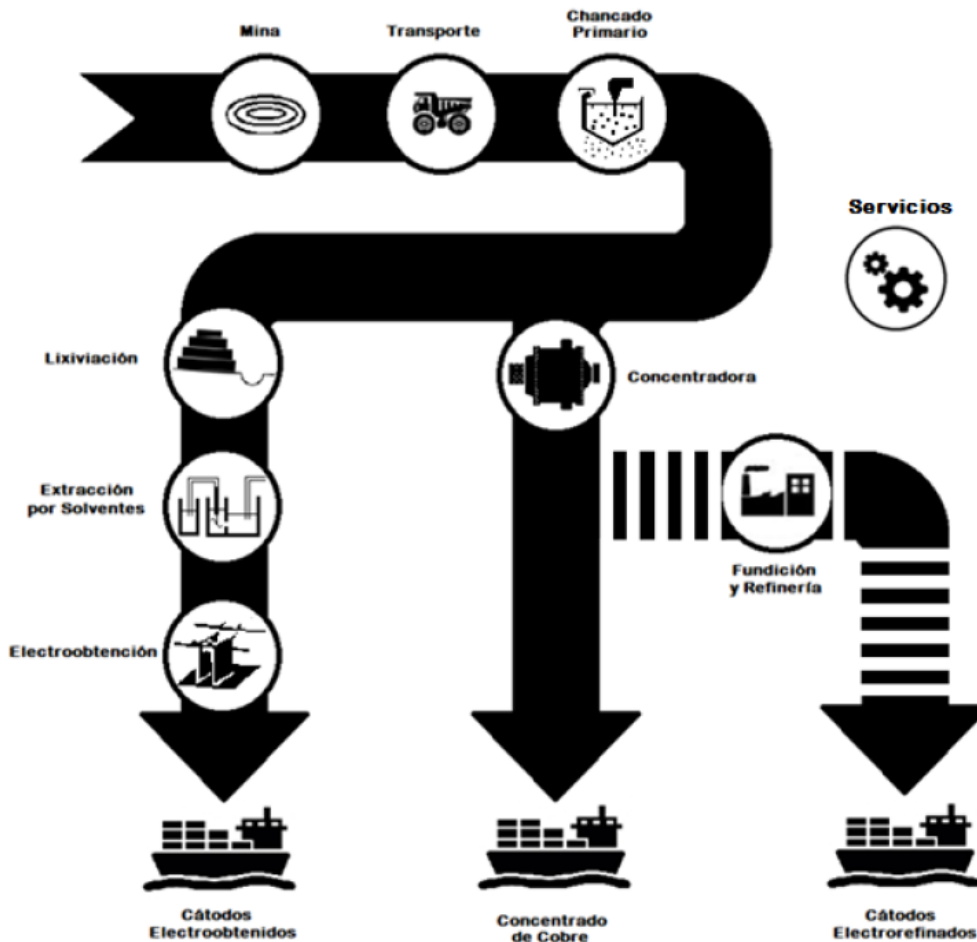 Mina
Transporte
Chancado
Primario
Servicios
Lixiviación
Concentradora
Extracción
por Solventes
Fundición
y Refinería
Electroobtención
Cátodos
Electroobtenidos
Concentrado
de Cobre
Cátodos
Electrorefinados